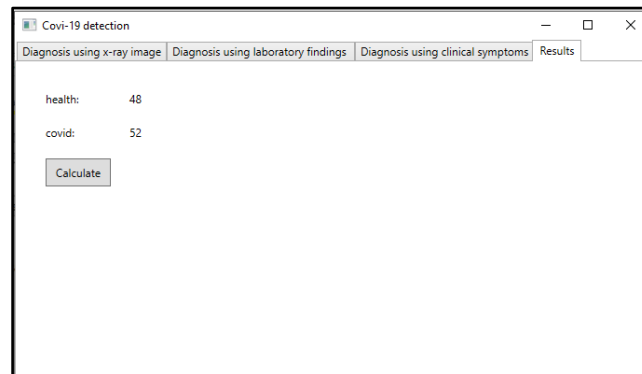 Covi-19 detection
Diagnosis using x-ray image Diagnosis using laboratory findings Diagnosis using clinical symptoms Results
health: 48
covid: 52
Calculate